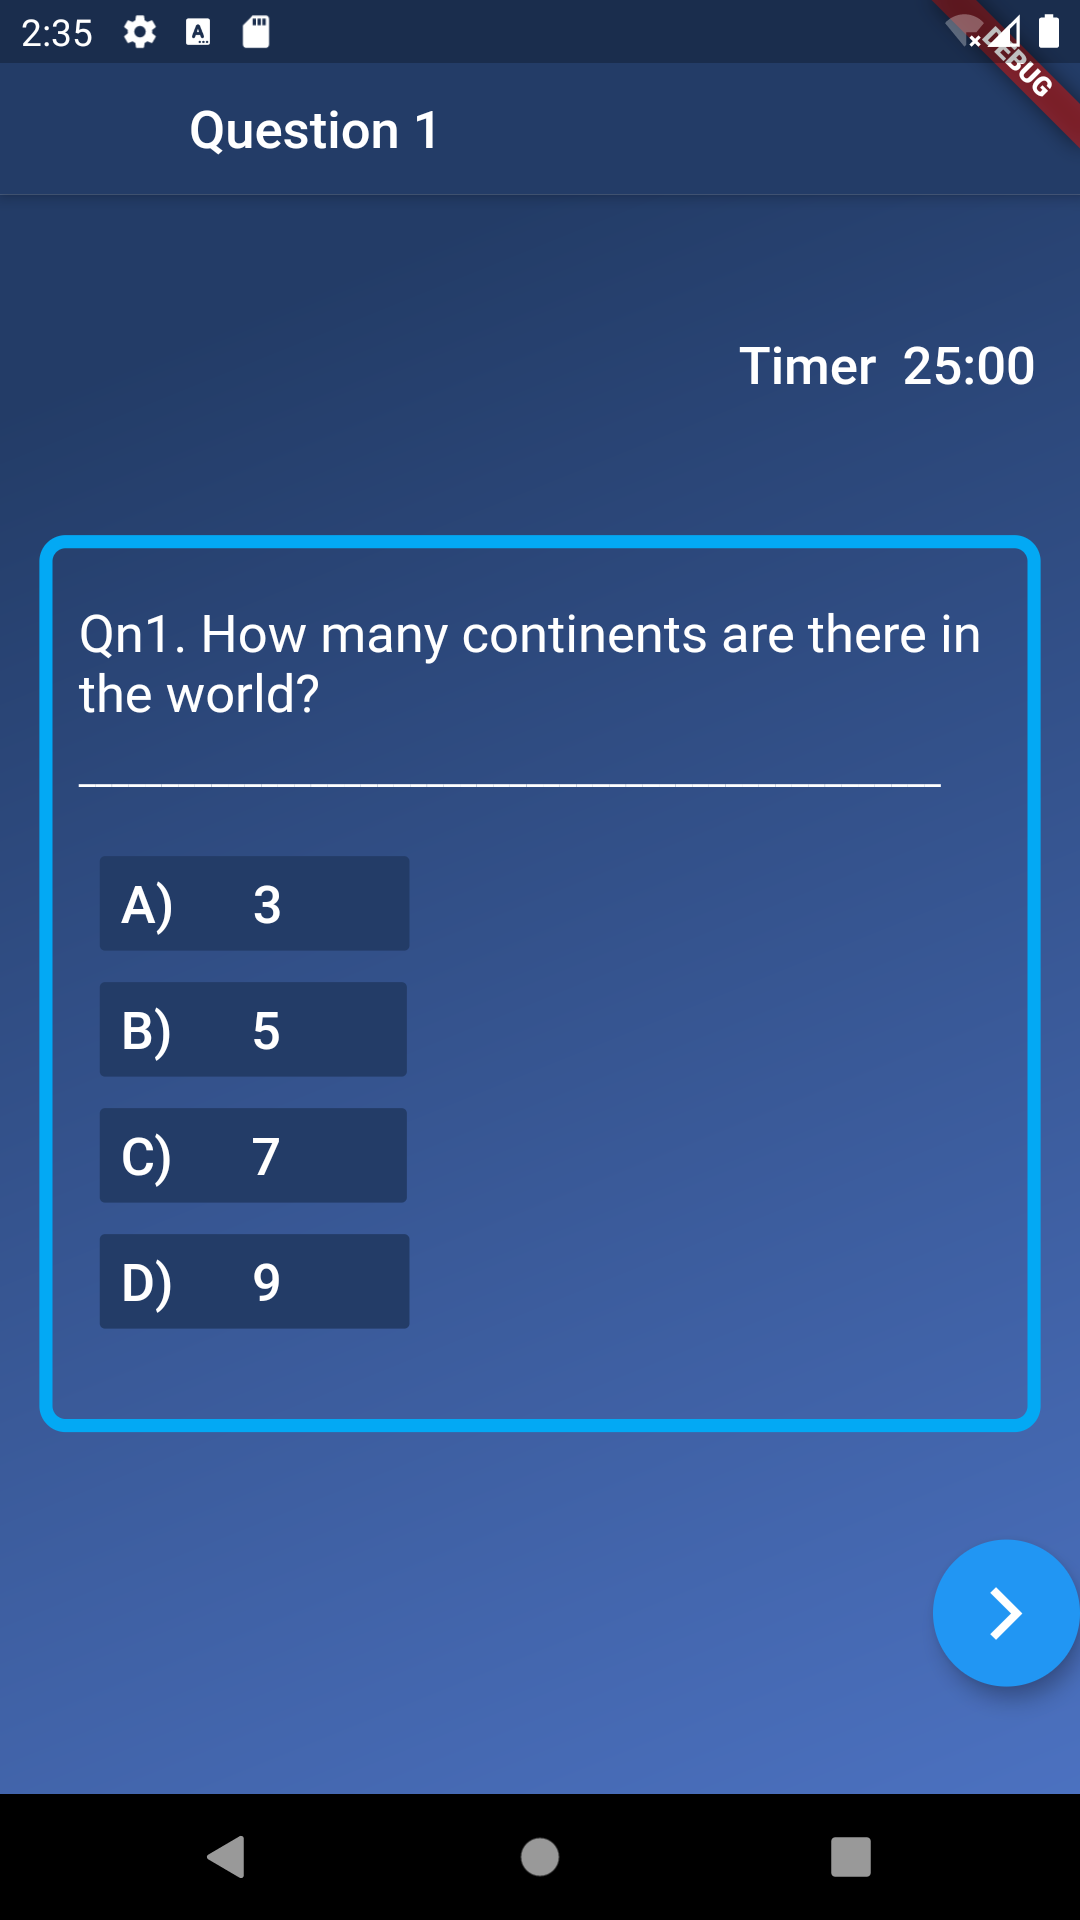 2:35
DEBUG
Question 1
Timer 25:00
Qn1. How many continents are there in
the world?
A) 3
B) 5
C) 7
D) 9